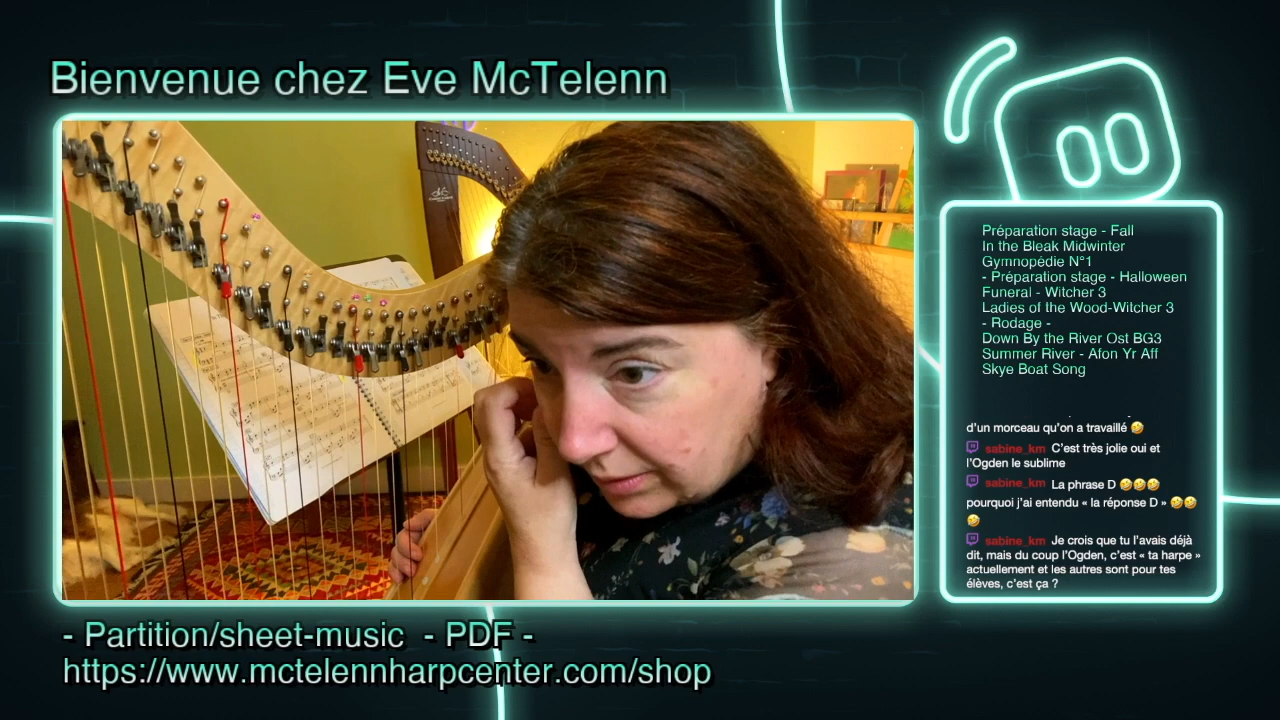 Bienvenue chez Eve McTelenn
Préparation stage - Fall
In the Bleak Midwinter
Gymnopédie N°1
- Préparation stage - Halloween
Funeral - Witcher 3
Ladies of the Wood-Witcher 3
- Rodage -
Down By the River Ost BG3
Summer River - Afon Yr Aff
Skye Boat Song
d'un morceau qu'on a travaillé 🤣
sabine_km C'est très jolie oui et
l'Ogden le sublime
sabine_km La phrase D 🤣🤣🤣
pourquoi j'ai entendu « la réponse D » 🤣🤣
🤣
sabine_km Je crois que tu l'avais déjà
dit, mais du coup l'Ogden, c'est « ta harpe »
actuellement et les autres sont pour tes
élèves, c'est ça ?
- Partition/sheet-music - PDF -
https://www.mctelennharpcenter.com/shop